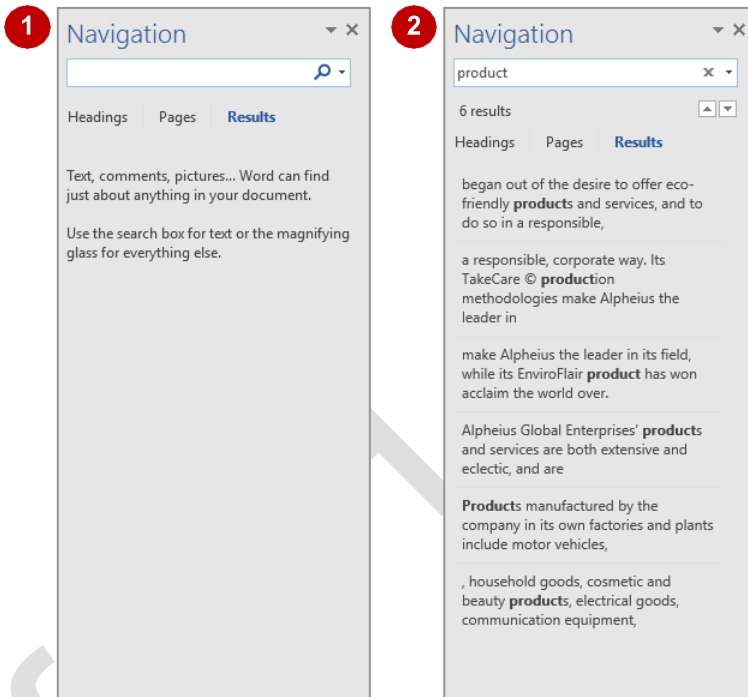 1
Navigation
Headings Pages Results
Text, comments, pictures... Word can find
just about anything in your document.
Use the search box for text or the magnifying
glass for everything else.
2
Navigation
product
6 results
Headings Pages Results
began out of the desire to offer eco-
friendly products and services, and to
do so in a responsible,
a responsible, corporate way. Its
TakeCare © production
methodologies make Alpheius the
leader in
make Alpheius the leader in its field,
while its EnviroFlair product has won
acclaim the world over.
Alpheius Global Enterprises’ products
and services are both extensive and
eclectic, and are
Products manufactured by the
company in its own factories and plants
include motor vehicles,
, household goods, cosmetic and
beauty products, electrical goods,
communication equipment,